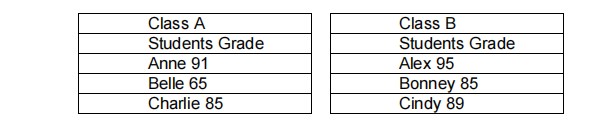 Class A
Students Grade
Anne 91
Belle 65
Charlie 85
Class B
Students Grade
Alex 95
Bonney 85
Cindy 89